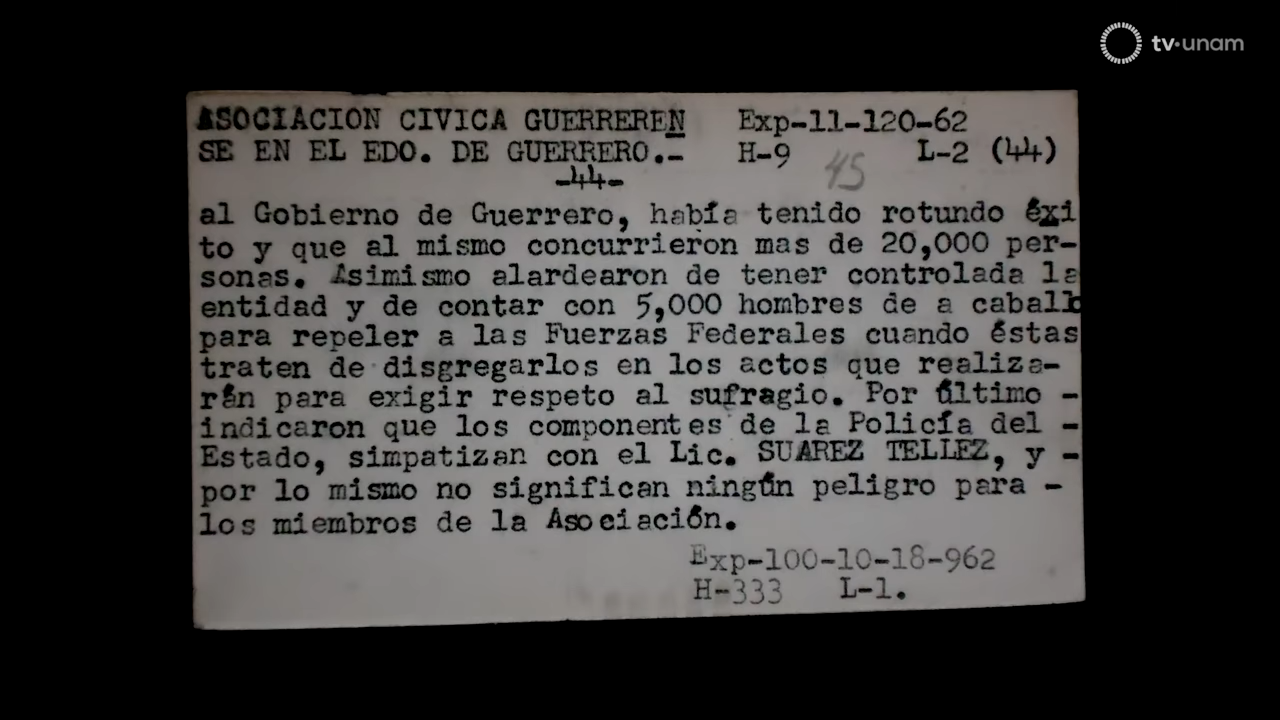 tv·unam
ASOCIACION CIVICA GUERREREN Exp-11-120-62
SE EN EL EDO. DE GUERRERO.- H-9 L-2 (44)
45
-44-
al Gobierno de Guerrero, había tenido rotundo éxi
to y que al mismo concurrieron mas de 20,000 per-
sonas. Asimismo alardearon de tener controlada la
entidad y de contar con 5,000 hombres de a caballo
para repeler a las Fuerzas Federales cuando éstas
traten de disgregarlos en los actos que realiza-
rán para exigir respeto al sufragio. Por último -
indicaron que los componentes de la Policía del -
Estado, simpatizan con el Lic. SUAREZ TELLEZ, y -
por lo mismo no significan ningún peligro para -
los miembros de la Asociación.
Exp-100-10-18-962
H-333 L-1.